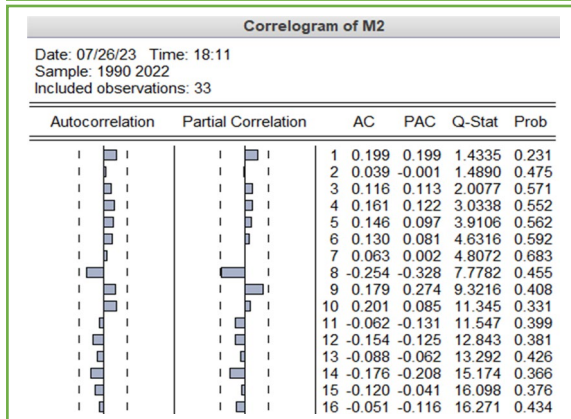 Correlogram of M2
Date: 07/26/23 Time: 18:11
Sample: 1990 2022
Included observations: 33
Autocorrelation Partial Correlation AC PAC Q-Stat Prob
1 0.199 0.199 1.4335 0.231
2 0.039 -0.001 1.4890 0.475
3 0.116 0.113 2.0077 0.571
4 0.161 0.122 3.0338 0.552
5 0.146 0.097 3.9106 0.562
6 0.130 0.081 4.6316 0.592
7 0.063 0.002 4.8072 0.683
8 -0.254 -0.328 7.7782 0.455
9 0.179 0.274 9.3216 0.408
10 0.201 0.085 11.345 0.331
11 -0.062 -0.131 11.547 0.399
12 -0.154 -0.125 12.843 0.381
13 -0.088 -0.062 13.292 0.426
14 -0.176 -0.208 15.174 0.366
15 -0.120 -0.041 16.098 0.376
16 -0.051 -0.116 16.271 0.434